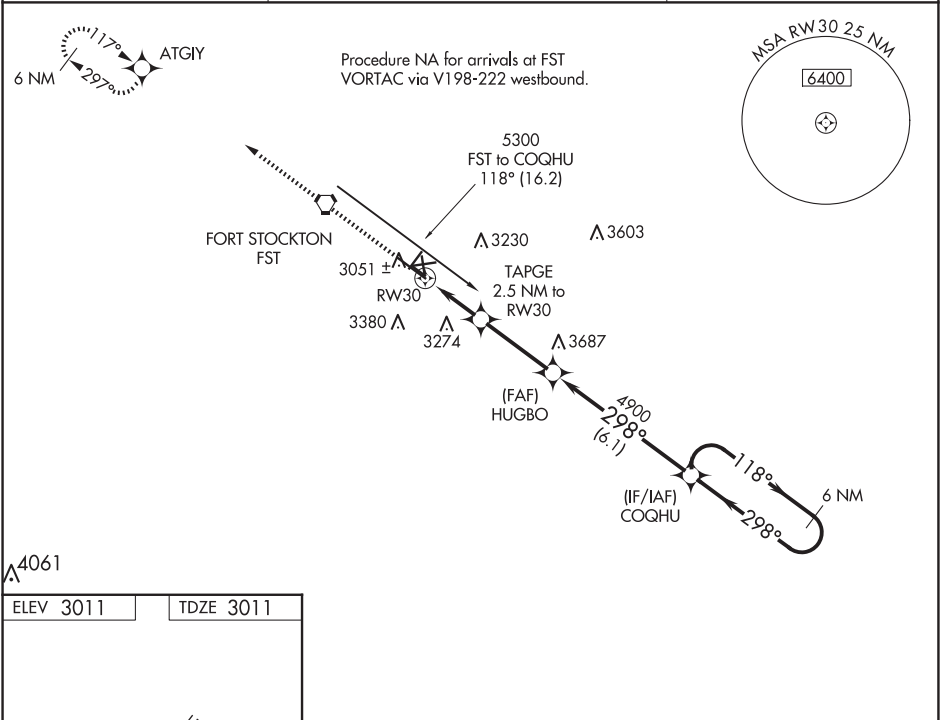 117°
ATGIY
6 NM
297°
Procedure NA for arrivals at FST
VORTAC via V198-222 westbound.
MSA RW30 25 NM
6400
5300
FST to COQHU
118° (16.2)
FORT STOCKTON
FST
3230
3603
3051 ±
RW30
TAPGE
2.5 NM to
RW30
3380
3274
3687
(FAF)
HUGBO
4900
298°
(6.1)
118°
6 NM
(IF/IAF)
COQHU
298°
4061
ELEV 3011
TDZE 3011